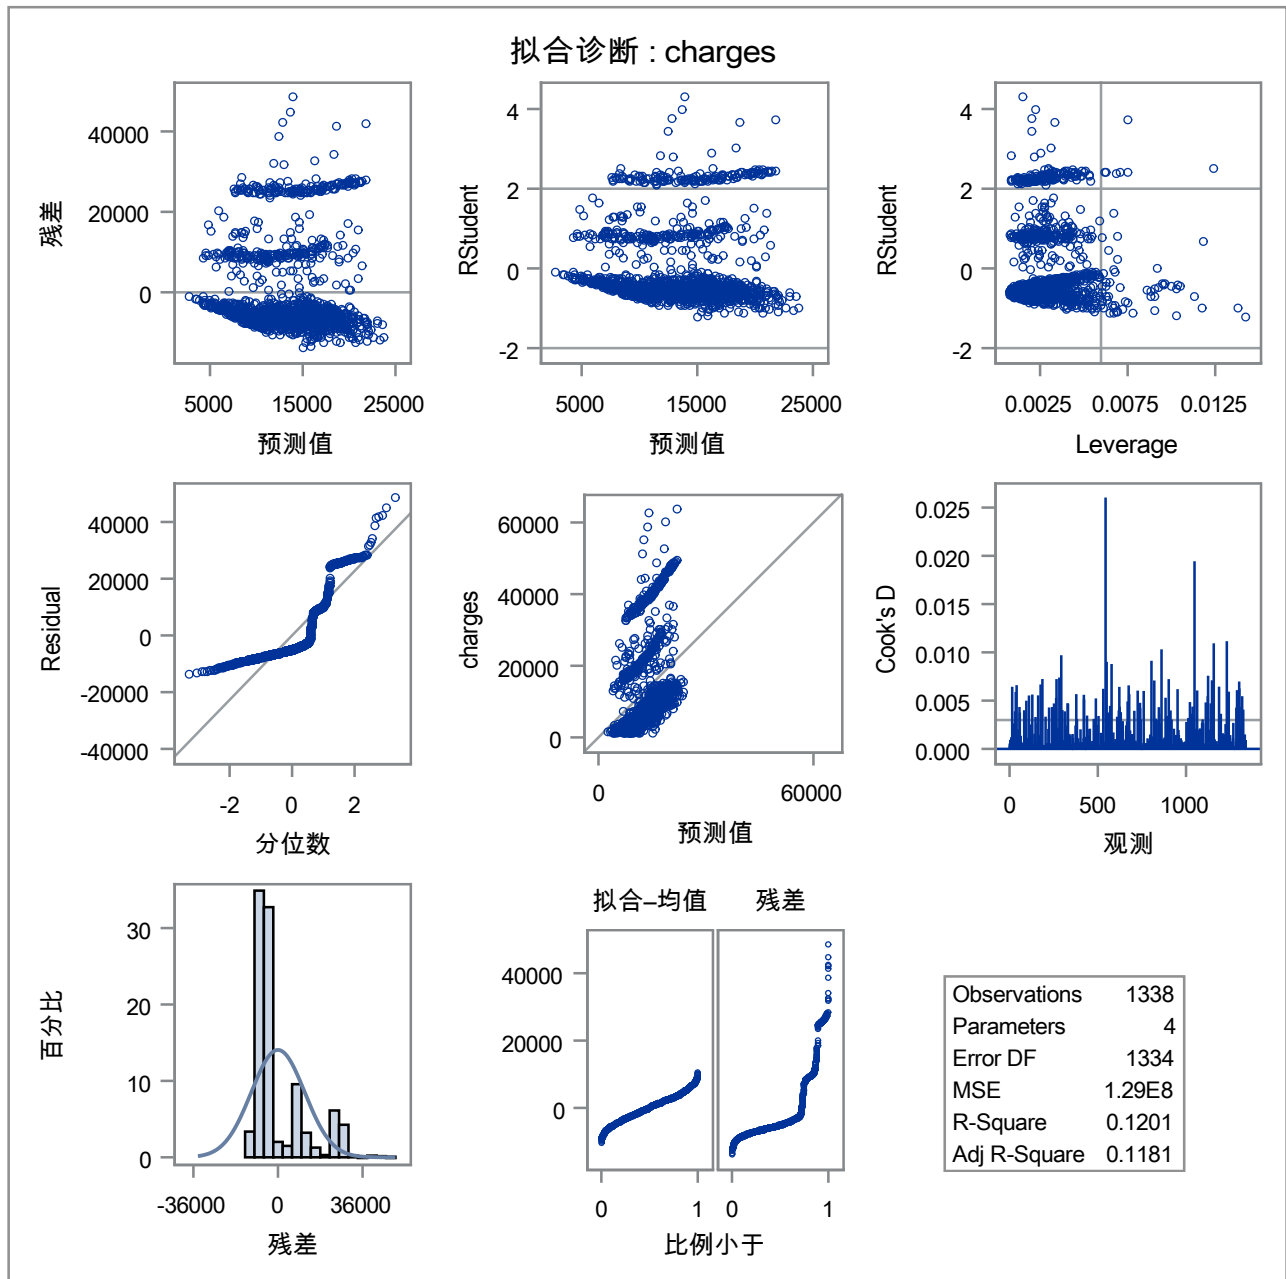 拟合诊断 : charges
残差
40000
20000
0
5000 15000 25000
预测值
RStudent
4
2
0
-2
5000 15000 25000
预测值
RStudent
4
2
0
-2
0.0025 0.0075 0.0125
Leverage
Residual
40000
20000
0
-20000
-40000
-2 0 2
分位数
charges
60000
40000
20000
0
0 60000
预测值
Cook's D
0.025
0.020
0.015
0.010
0.005
0.000
0 500 1000
观测
百分比
30
20
10
0
-36000 0 36000
残差
拟合–均值 残差
40000
20000
0
0 1 0 1
比例小于
Observations 1338
Parameters 4
Error DF 1334
MSE 1.29E8
R-Square 0.1201
Adj R-Square 0.1181